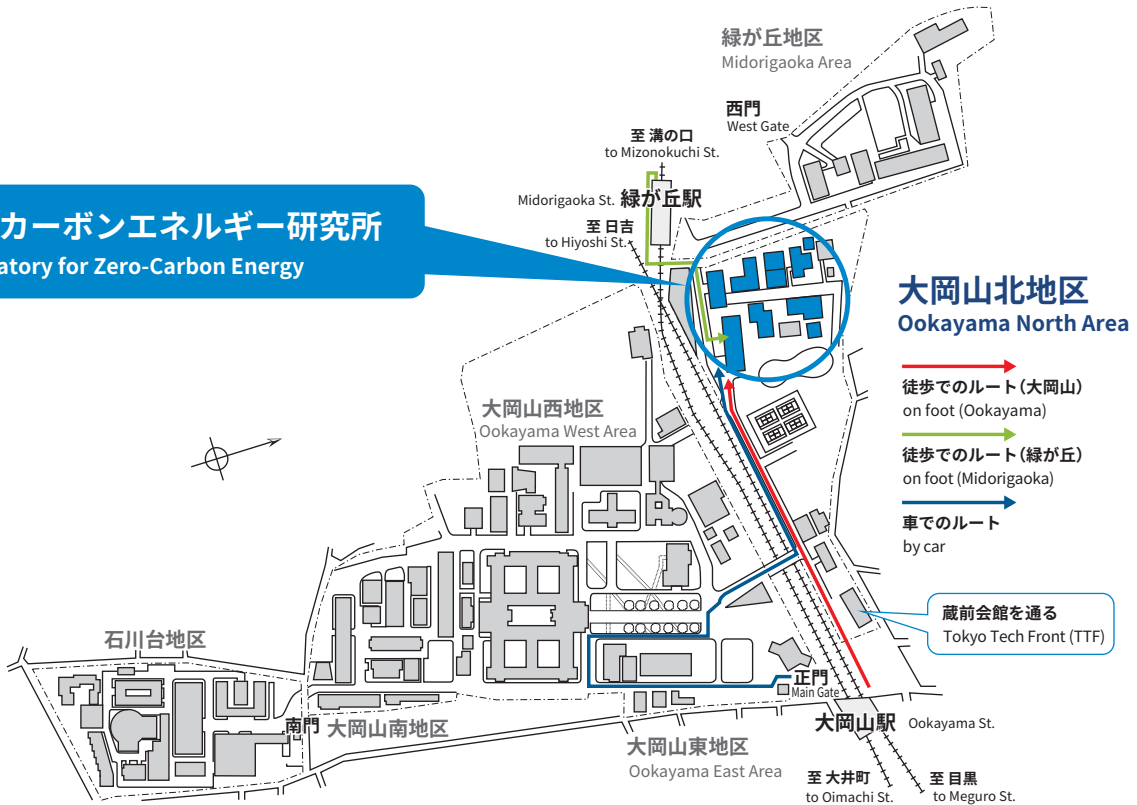 緑が丘地区
Midorigaoka Area
西門
West Gate
至 溝の口
to Mizonokuchi St.
Midorigaoka St. 緑が丘駅
至 日吉
to Hiyoshi St.
カーボンエネルギー研究所
atory for Zero-Carbon Energy
大岡山北地区
Ookayama North Area
徒歩でのルート(大岡山)
on foot (Ookayama)
徒歩でのルート(緑が丘)
on foot (Midorigaoka)
車でのルート
by car
大岡山西地区
Ookayama West Area
蔵前会館を通る
Tokyo Tech Front (TTF)
石川台地区
正門
Main Gate
南門
大岡山南地区
大岡山駅 Ookayama St.
大岡山東地区
Ookayama East Area
至 大井町
to Oimachi St.
至 目黒
to Meguro St.